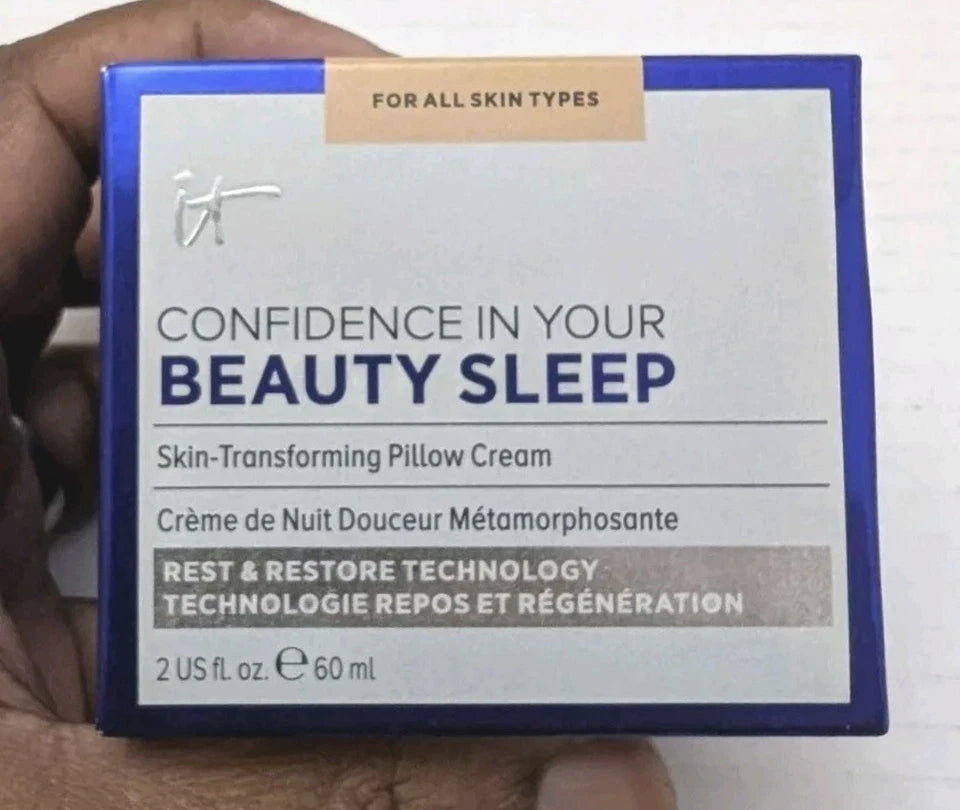 FOR ALL SKIN TYPES
it
CONFIDENCE IN YOUR
BEAUTY SLEEP
Skin-Transforming Pillow Cream
Crème de Nuit Douceur Métamorphosante
REST & RESTORE TECHNOLOGY
TECHNOLOGIE REPOS ET RÉGÉNÉRATION
2 US fl. oz. ℮ 60 ml